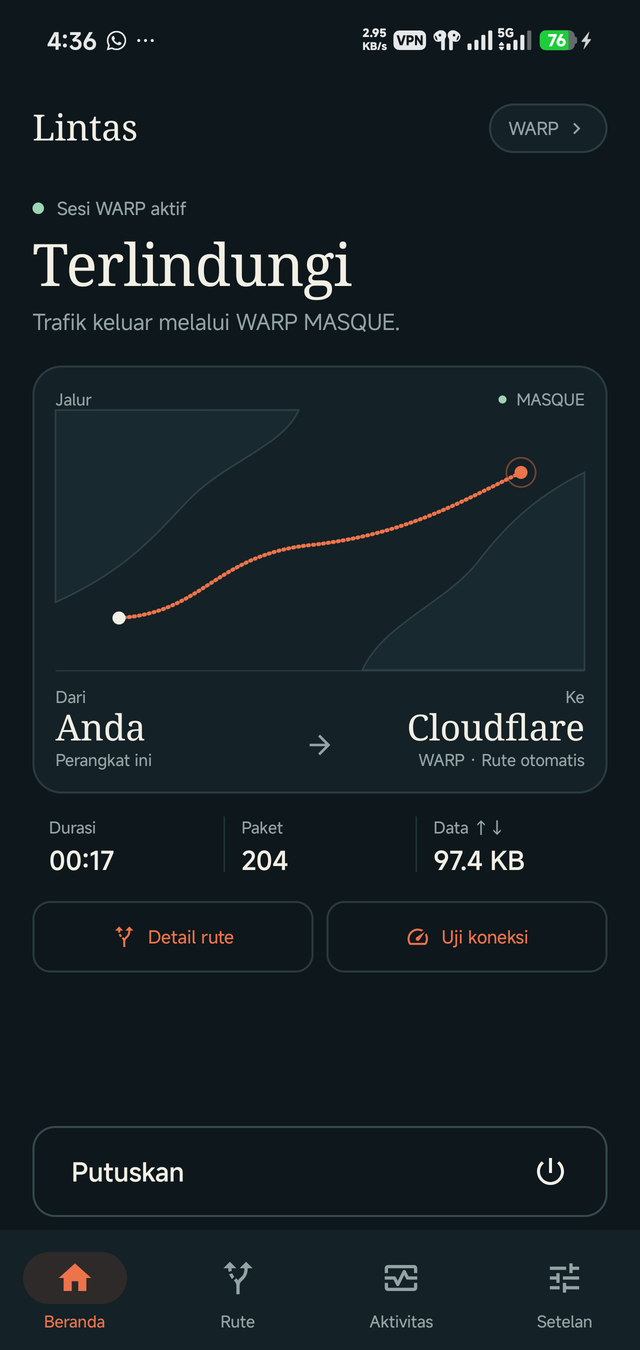 4:36
2.95 KB/s VPN 5G 76
Lintas
WARP
Sesi WARP aktif
Terlindungi
Trafik keluar melalui WARP MASQUE.
Jalur
MASQUE
Dari
Ke
Anda
Cloudflare
Perangkat ini
WARP · Rute otomatis
Durasi
Paket
Data ↑↓
00:17
204
97.4 KB
Detail rute
Uji koneksi
Putuskan
Beranda
Rute
Aktivitas
Setelan